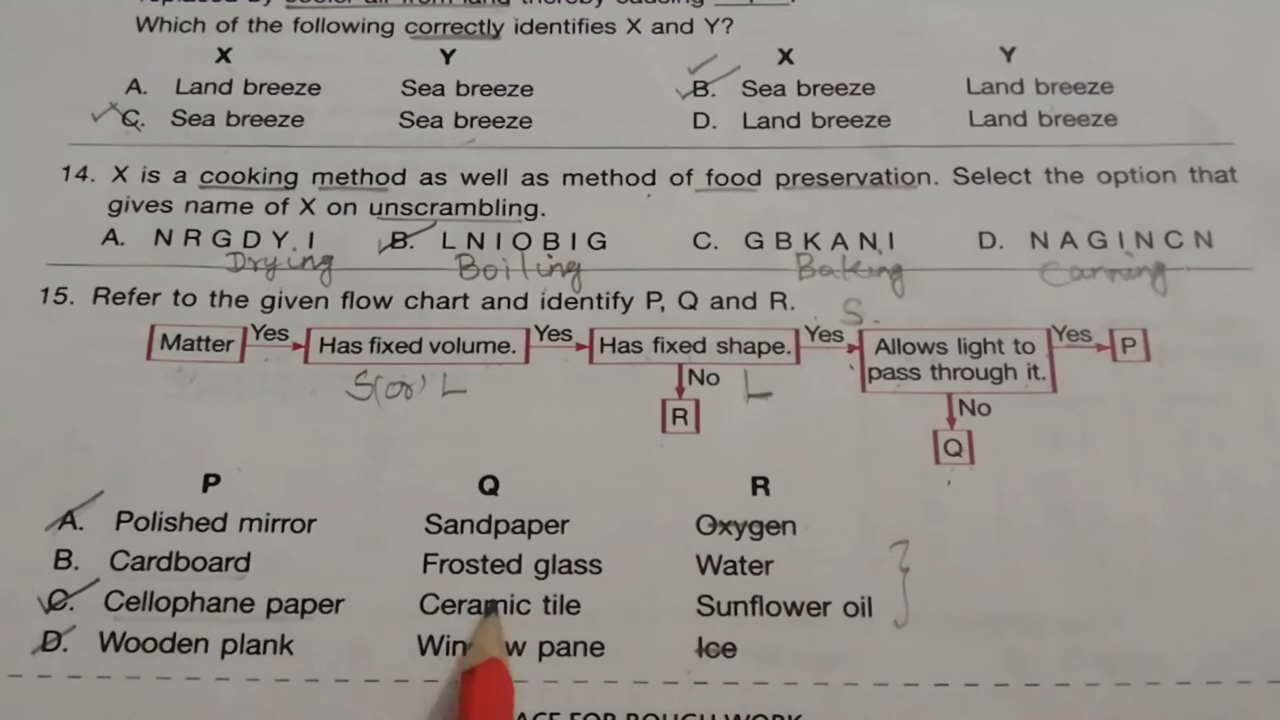 Which of the following correctly identifies X and Y?
X Y X Y
A. Land breeze Sea breeze B. Sea breeze Land breeze
C. Sea breeze Sea breeze D. Land breeze Land breeze
14. X is a cooking method as well as method of food preservation. Select the option that
gives name of X on unscrambling.
A. N R G D Y I B. L N I O B I G C. G B K A N I D. N A G I N C N
Drying Boiling Baking Canning
15. Refer to the given flow chart and identify P, Q and R.
S.
Matter Yes Has fixed volume. Yes Has fixed shape. Yes Allows light to pass through it. Yes P
S(or) L No L No
R Q
P Q R
A. Polished mirror Sandpaper Oxygen
B. Cardboard Frosted glass Water
C. Cellophane paper Ceramic tile Sunflower oil
D. Wooden plank pane Ice